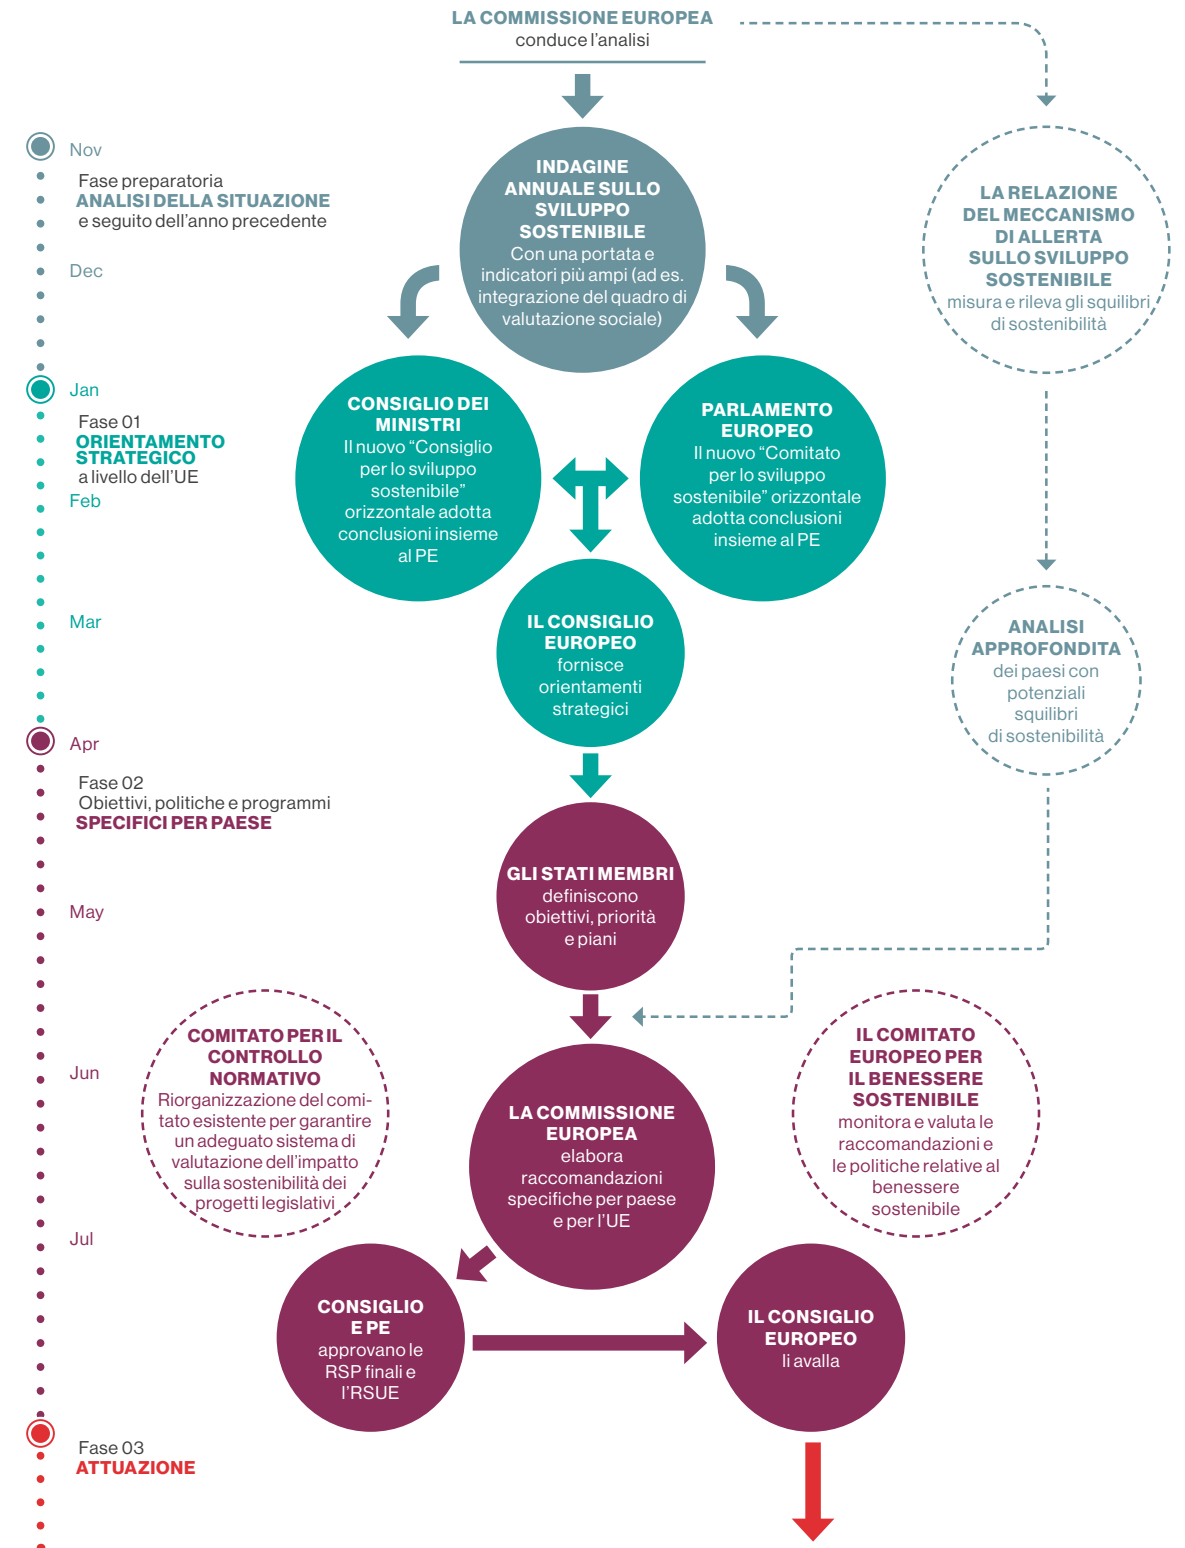 LA COMMISSIONE EUROPEA
conduce l'analisi
Nov
Fase preparatoria
ANALISI DELLA SITUAZIONE
e seguito dell'anno precedente
Dec
INDAGINE
ANNUALE SULLO
SVILUPPO
SOSTENIBILE
Con una portata e
indicatori più ampi (ad es.
integrazione del quadro di
valutazione sociale)
LA RELAZIONE
DEL MECCANISMO
DI ALLERTA
SULLO SVILUPPO
SOSTENIBILE
misura e rileva gli squilibri
di sostenibilità
Jan
Fase 01
ORIENTAMENTO
STRATEGICO
a livello dell'UE
Feb
CONSIGLIO DEI
MINISTRI
Il nuovo “Consiglio
per lo sviluppo
sostenibile”
orizzontale adotta
conclusioni insieme
al PE
PARLAMENTO
EUROPEO
Il nuovo “Comitato
per lo sviluppo
sostenibile” orizzontale
adotta conclusioni
insieme al PE
Mar
IL CONSIGLIO
EUROPEO
fornisce
orientamenti
strategici
ANALISI
APPROFONDITA
dei paesi con
potenziali
squilibri
di sostenibilità
Apr
Fase 02
Obiettivi, politiche e programmi
SPECIFICI PER PAESE
GLI STATI MEMBRI
definiscono
obiettivi, priorità
e piani
May
Jun
COMITATO PER IL
CONTROLLO
NORMATIVO
Riorganizzazione del comi-
tato esistente per garantire
un adeguato sistema di
valutazione dell'impatto
sulla sostenibilità dei
progetti legislativi
LA COMMISSIONE
EUROPEA
elabora
raccomandazioni
specifiche per paese
e per l'UE
IL COMITATO
EUROPEO PER
IL BENESSERE
SOSTENIBILE
monitora e valuta le
raccomandazioni e
le politiche relative al
benessere
sostenibile
Jul
CONSIGLIO
E PE
approvano le
RSP finali e
l'RSUE
IL CONSIGLIO
EUROPEO
li avalla
Fase 03
ATTUAZIONE